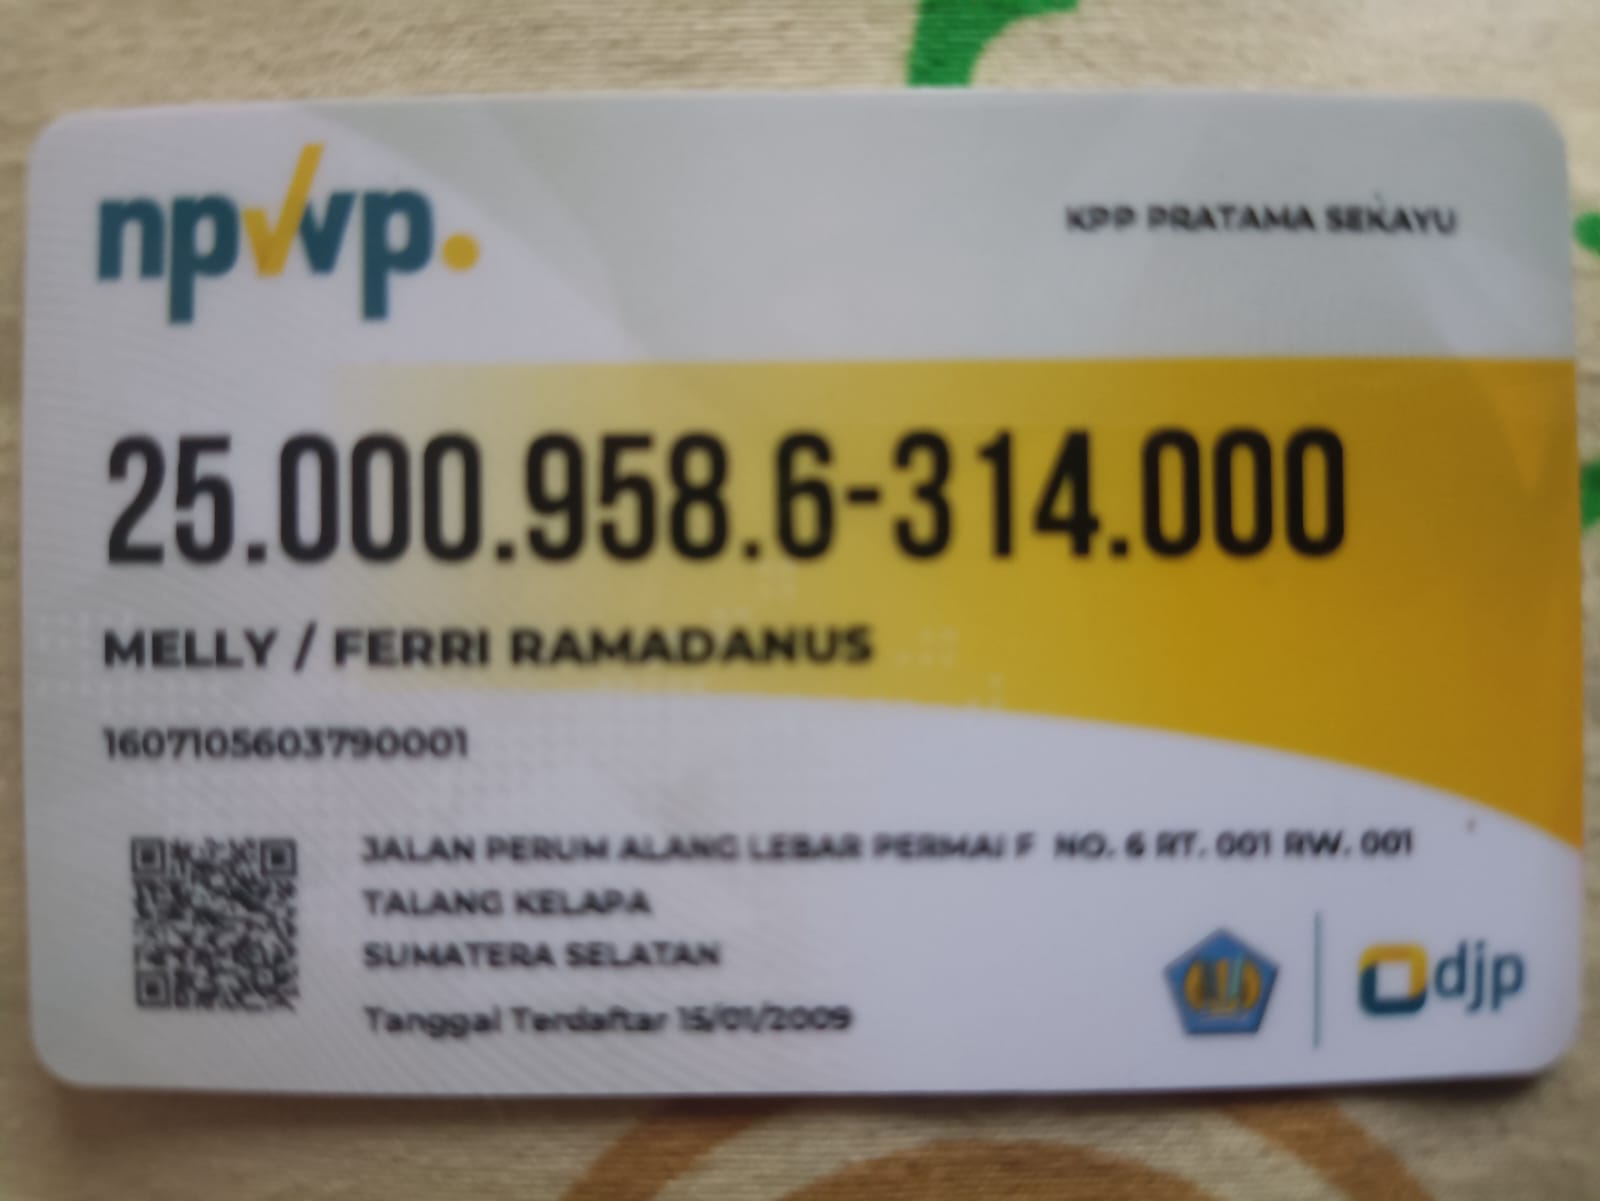 npwp.
KPP PRATAMA SEKAYU
25.000.958.6-314.000
MELLY / FERRI RAMADANUS
1607105603790001
JALAN PERUM ALANG LEBAR PERMAI F NO. 6 RT. 001 RW. 001
TALANG KELAPA
SUMATERA SELATAN
Tanggal Terdaftar 15/01/2009
djp